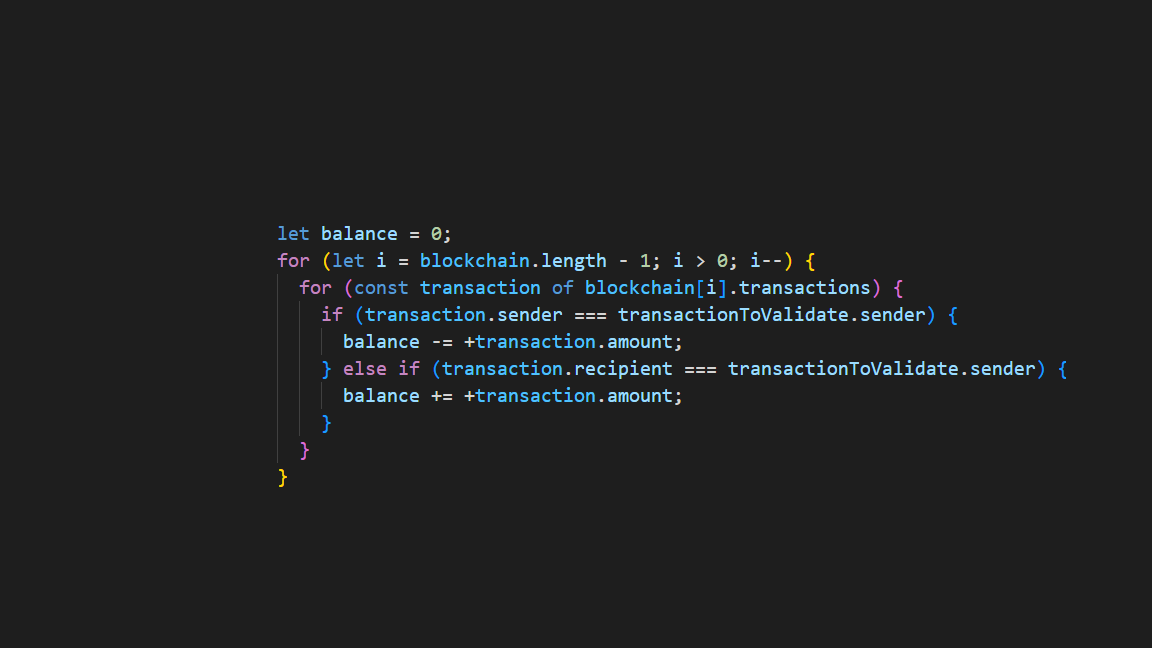 let balance = 0;
for (let i = blockchain.length - 1; i > 0; i--) {
for (const transaction of blockchain[i].transactions) {
if (transaction.sender === transactionToValidate.sender) {
balance -= +transaction.amount;
} else if (transaction.recipient === transactionToValidate.sender) {
balance += +transaction.amount;
}
}
}